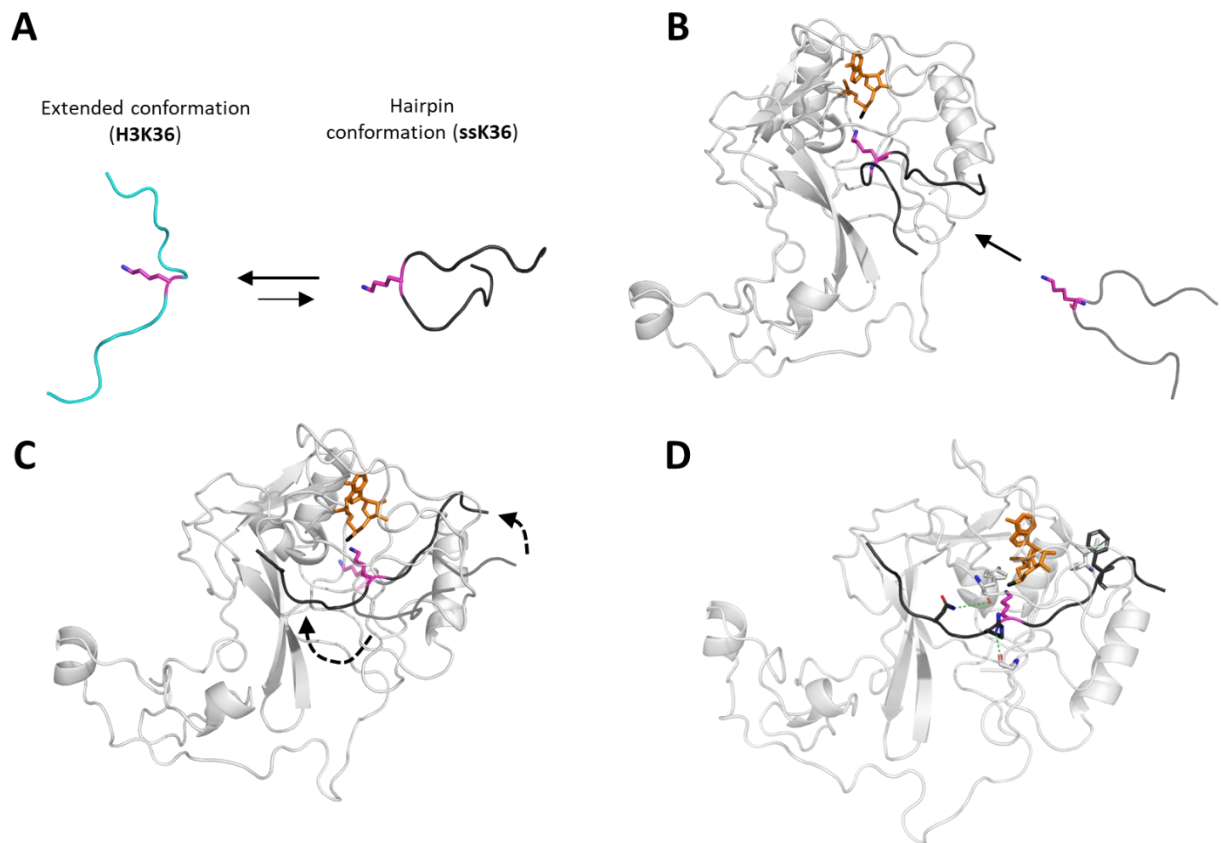 A
Extended conformation
(H3K36)
Hairpin
conformation (ssK36)
B
C
D